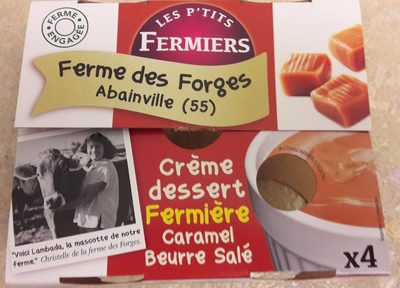 FERME
ENGAGÉE
LES P'TITS
FERMIERS
Ferme des Forges
Abainville (55)
Crème
dessert
Fermière
Caramel
Beurre Salé
"Voici Lambada, la mascotte de notre
ferme." Christelle de la ferme des Forges.
x4